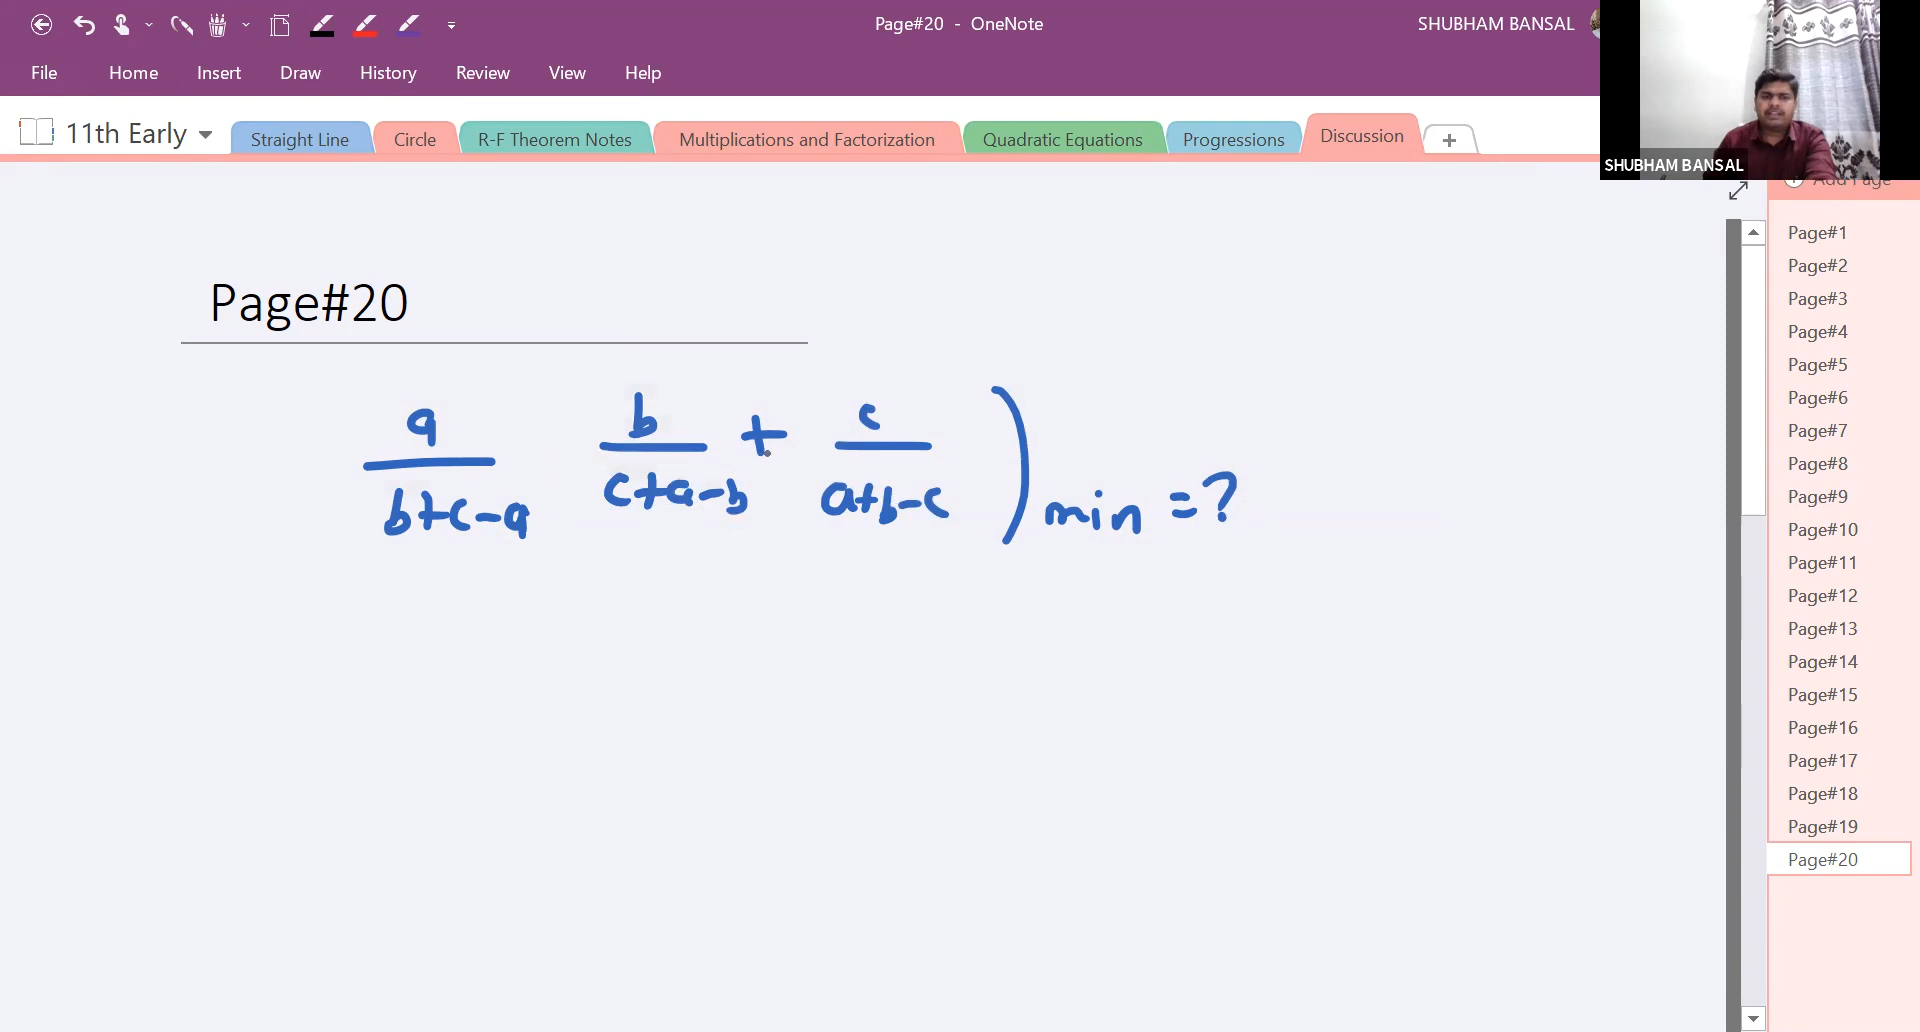 Page#20 - OneNote
SHUBHAM BANSAL
File Home Insert Draw History Review View Help
11th Early
Straight Line Circle R-F Theorem Notes Multiplications and Factorization Quadratic Equations Progressions Discussion +
SHUBHAM BANSAL
Add Page
Page#20
a/(b+c-a) b/(c+a-b) + c/(a+b-c) ) min = ?
Page#1
Page#2
Page#3
Page#4
Page#5
Page#6
Page#7
Page#8
Page#9
Page#10
Page#11
Page#12
Page#13
Page#14
Page#15
Page#16
Page#17
Page#18
Page#19
Page#20